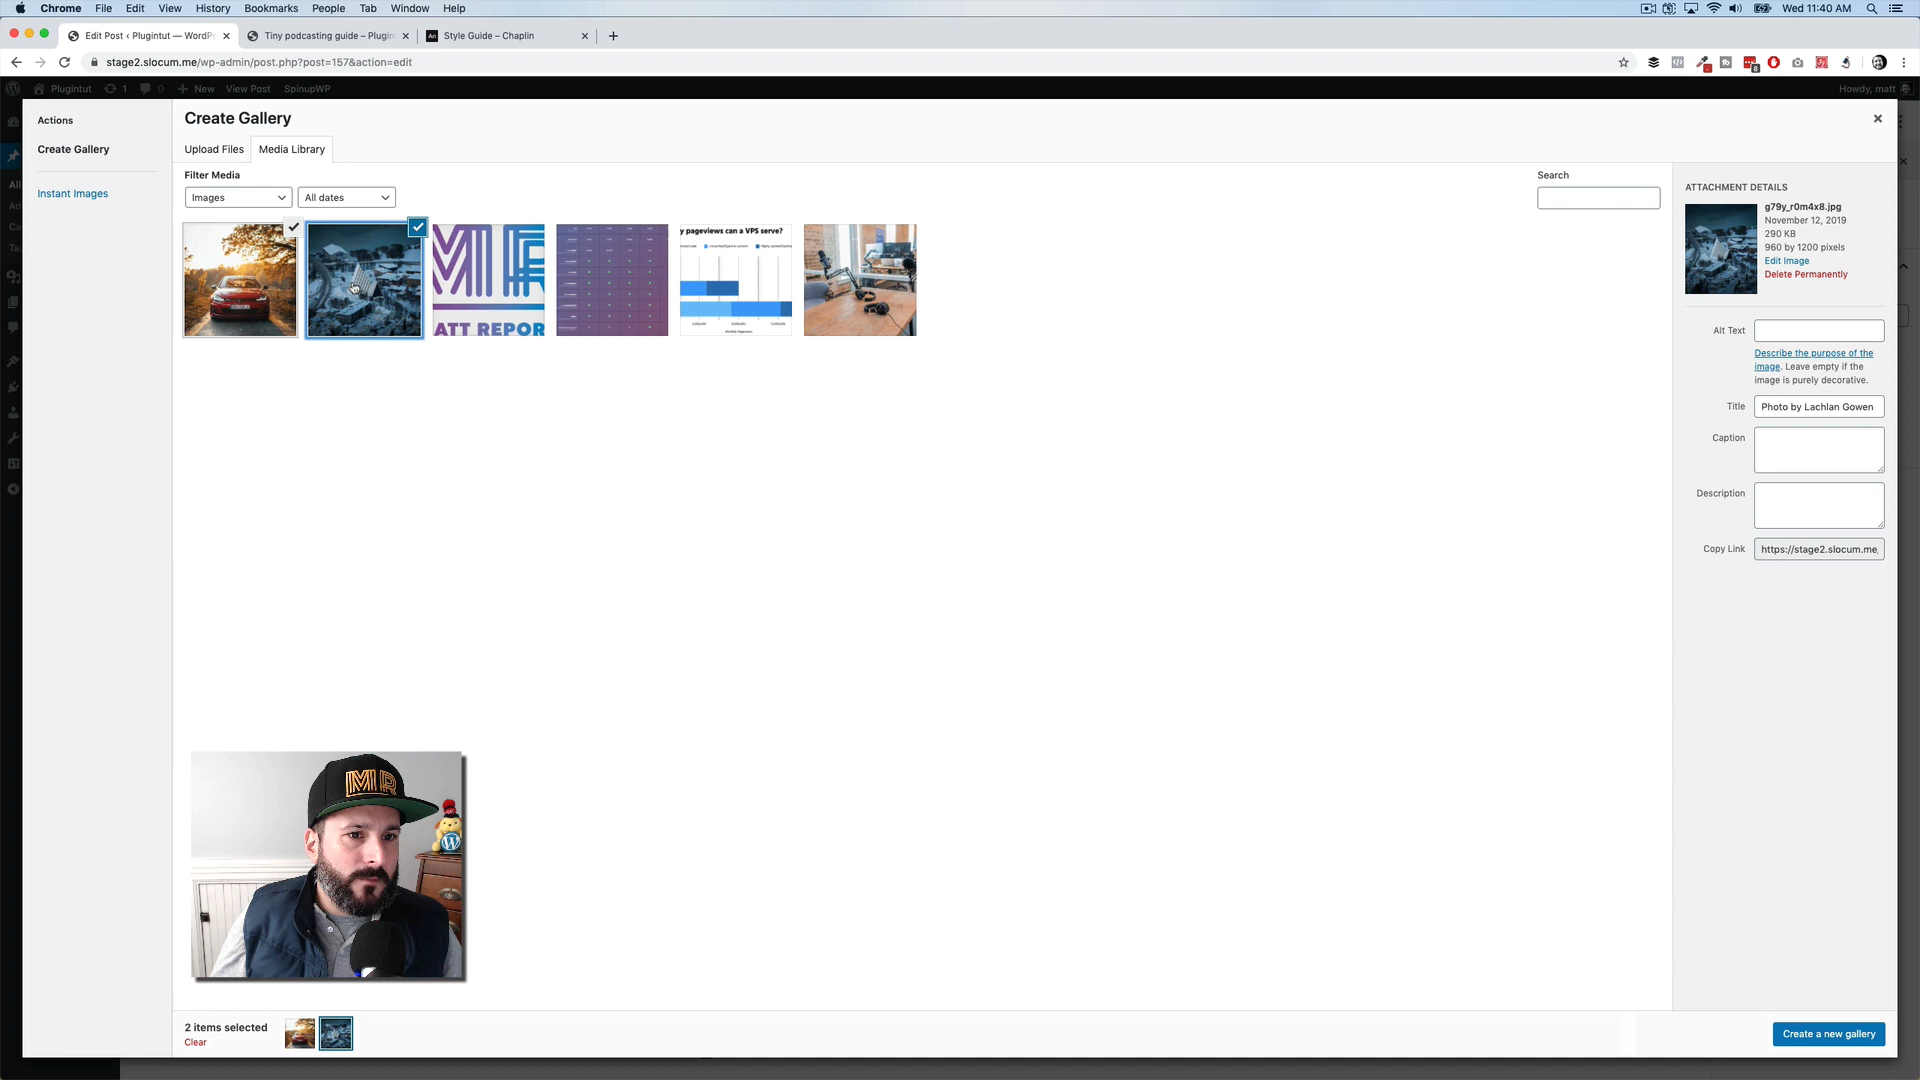 Chrome File Edit View History Bookmarks People Tab Window Help
Wed 11:40 AM
Edit Post ‹ Plugintut — WordPr
Tiny podcasting guide – Plugin
An Style Guide – Chaplin
stage2.slocum.me/wp-admin/post.php?post=157&action=edit
Plugintut 1 0 New View Post SpinupWP
Howdy, matt
Actions
Create Gallery
Instant Images
Create Gallery
Upload Files
Media Library
Filter Media
Images
All dates
Search
MR
ATT REPOR
y pageviews can a VPS serve?
Monthly Pageviews
MR
2 items selected
Clear
ATTACHMENT DETAILS
g79y_r0m4x8.jpg
November 12, 2019
290 KB
960 by 1200 pixels
Edit Image
Delete Permanently
Alt Text
Describe the purpose of the
image. Leave empty if the
image is purely decorative.
Title
Photo by Lachlan Gowen
Caption
Description
Copy Link
https://stage2.slocum.me,
Create a new gallery